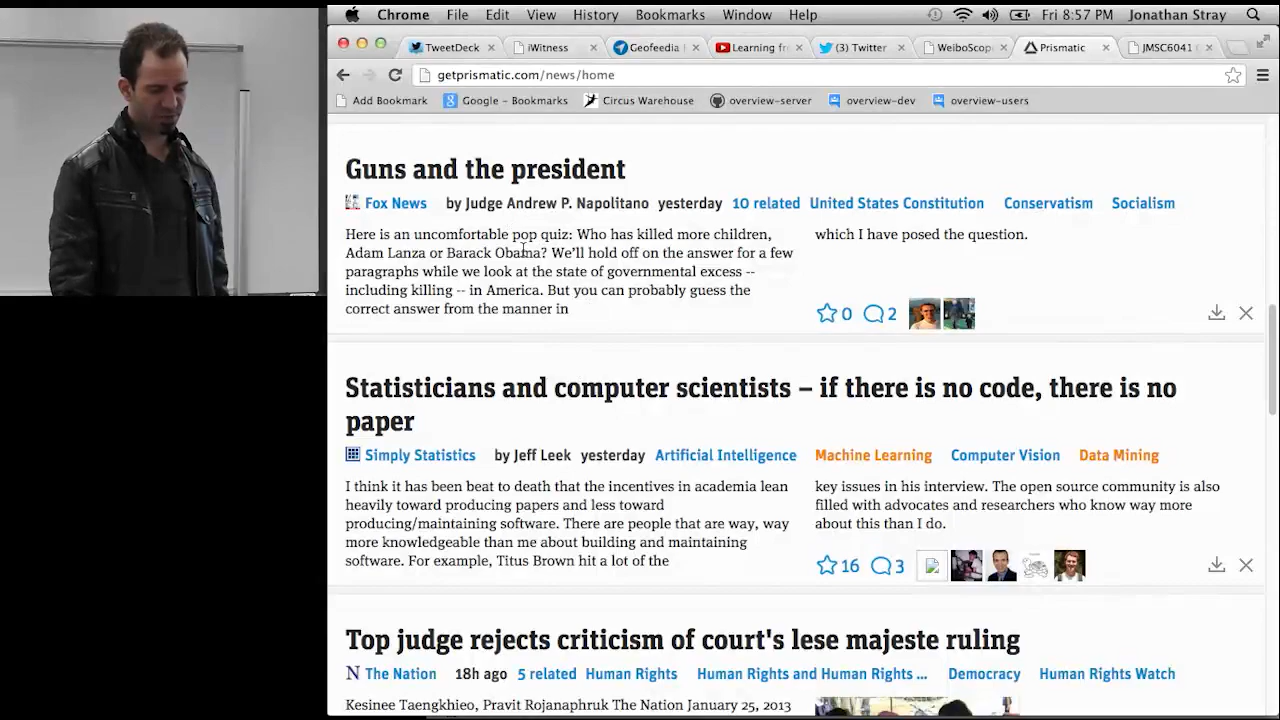 Chrome File Edit View History Bookmarks Window Help Fri 8:57 PM Jonathan Stray
TweetDeck iWitness Geofeedia Learning fr (3) Twitter WeiboScop Prismatic JMSC6041
getprismatic.com/news/home
Add Bookmark Google – Bookmarks Circus Warehouse overview-server overview-dev overview-users
Guns and the president
Fox News by Judge Andrew P. Napolitano yesterday 10 related United States Constitution Conservatism Socialism
Here is an uncomfortable pop quiz: Who has killed more children,
Adam Lanza or Barack Obama? We'll hold off on the answer for a few
paragraphs while we look at the state of governmental excess --
including killing -- in America. But you can probably guess the
correct answer from the manner in
which I have posed the question.
0 2
Statisticians and computer scientists – if there is no code, there is no
paper
Simply Statistics by Jeff Leek yesterday Artificial Intelligence Machine Learning Computer Vision Data Mining
I think it has been beat to death that the incentives in academia lean
heavily toward producing papers and less toward
producing/maintaining software. There are people that are way, way
more knowledgeable than me about building and maintaining
software. For example, Titus Brown hit a lot of the
key issues in his interview. The open source community is also
filled with advocates and researchers who know way more
about this than I do.
16 3
Top judge rejects criticism of court's lese majeste ruling
N The Nation 18h ago 5 related Human Rights Human Rights and Human Rights ... Democracy Human Rights Watch
Kesinee Taengkhieo, Pravit Rojanaphruk The Nation January 25, 2013